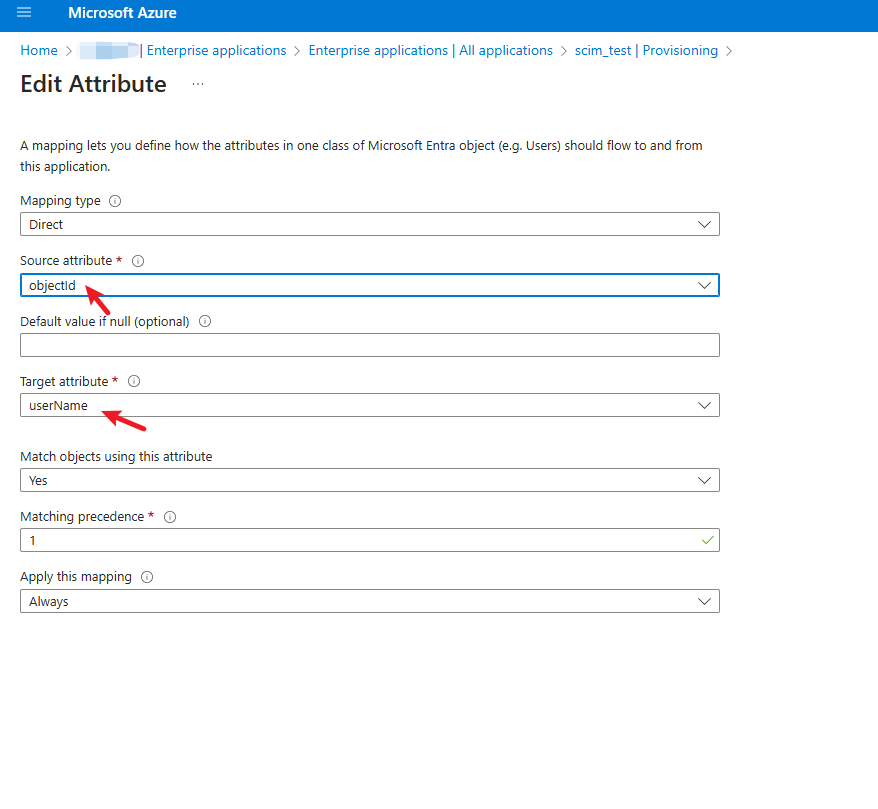 Microsoft Azure
Home > | Enterprise applications > Enterprise applications | All applications > scim_test | Provisioning >
Edit Attribute ...
A mapping lets you define how the attributes in one class of Microsoft Entra object (e.g. Users) should flow to and from
this application.
Mapping type
Direct
Source attribute *
objectId
Default value if null (optional)
Target attribute *
userName
Match objects using this attribute
Yes
Matching precedence *
1
Apply this mapping
Always